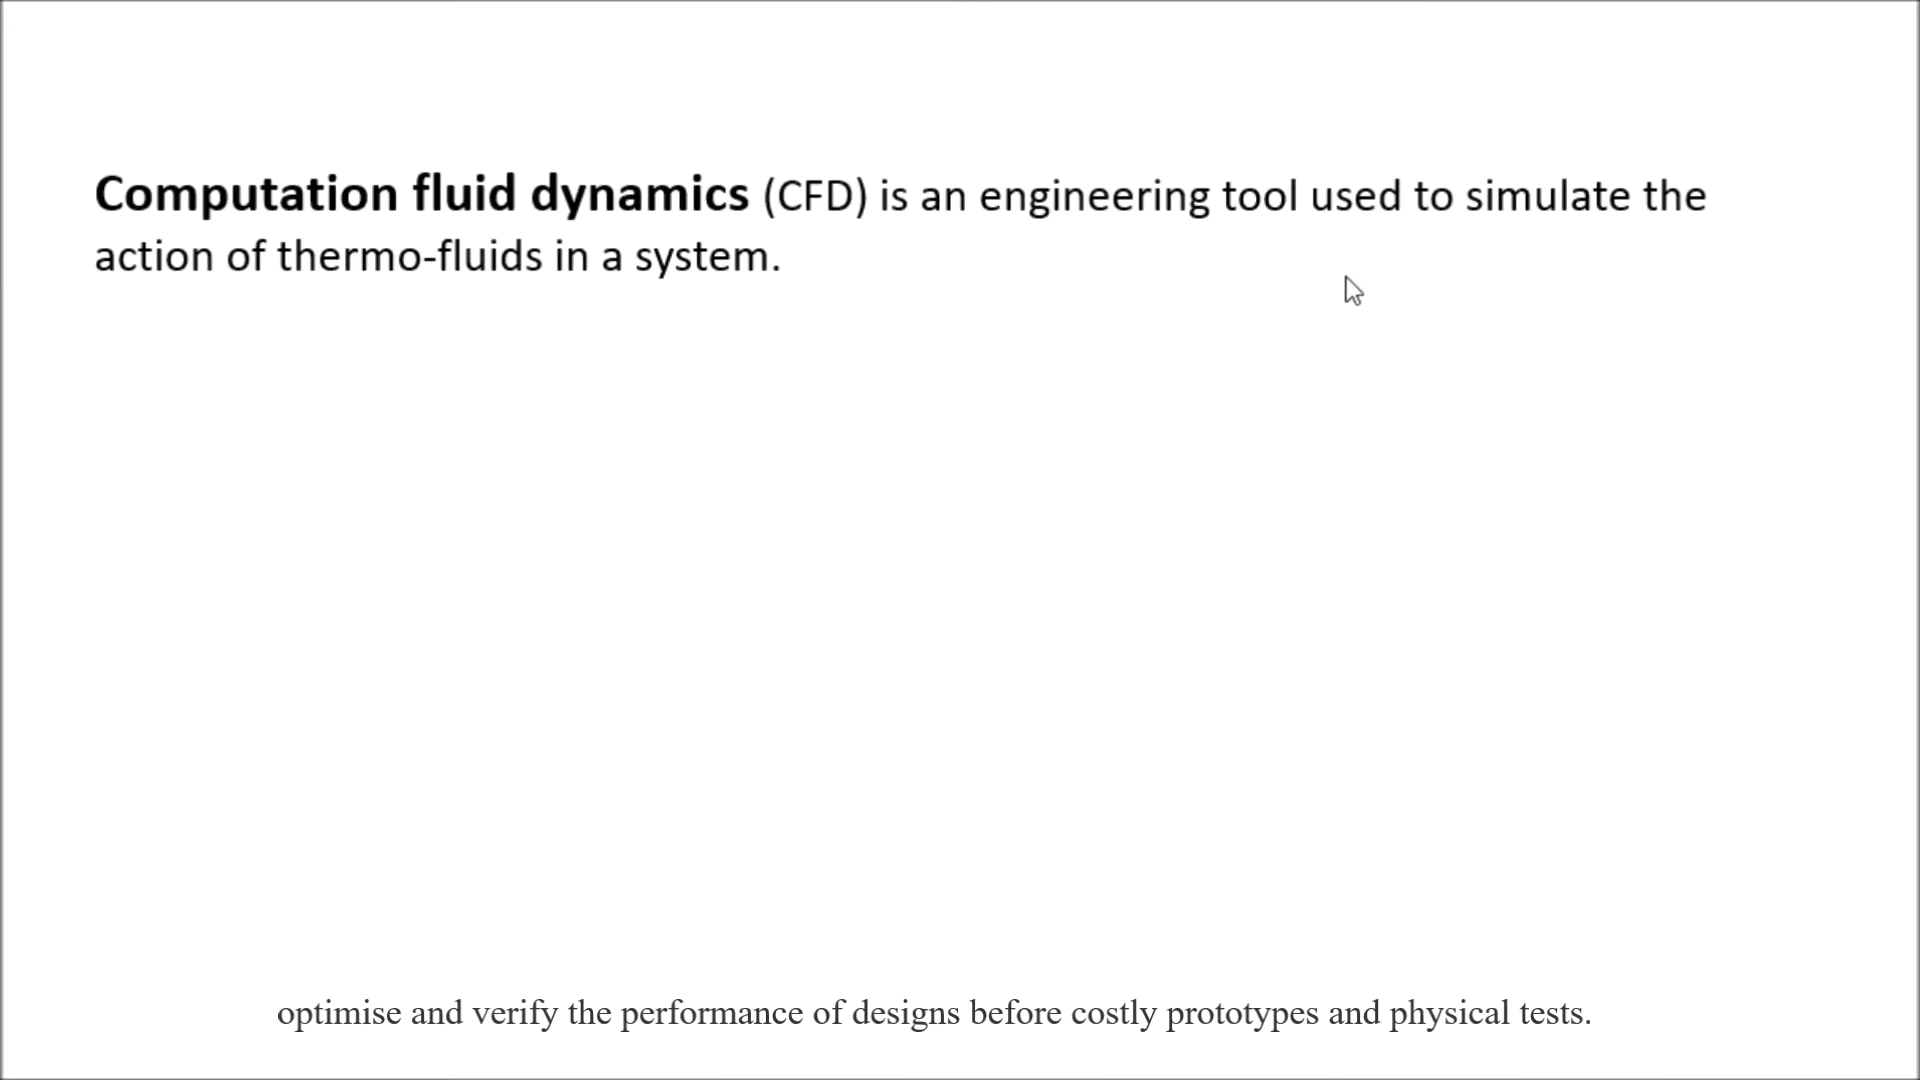 Computation fluid dynamics (CFD) is an engineering tool used to simulate the
action of thermo-fluids in a system.
optimise and verify the performance of designs before costly prototypes and physical tests.